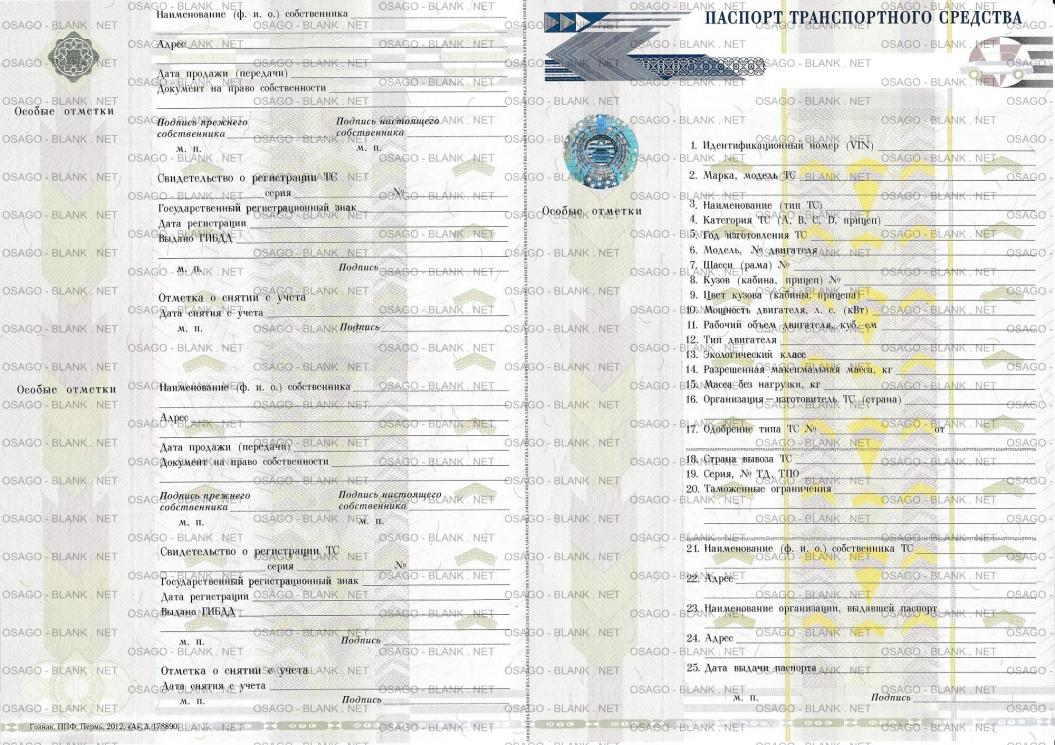 Наименование (ф. и. о.) собственника
Адрес
Дата продажи (передачи)
Документ на право собственности
Особые отметки
Подпись прежнего собственника
Подпись настоящего собственника
м. п.
м. п.
Свидетельство о регистрации ТС
серия №
Государственный регистрационный знак
Дата регистрации
Выдано ГИБДД
м. п. Подпись
Отметка о снятии с учета
Дата снятия с учета
м. п. Подпись
Особые отметки
Наименование (ф. и. о.) собственника
Адрес
Дата продажи (передачи)
Документ на право собственности
Подпись прежнего собственника
Подпись настоящего собственника
м. п.
м. п.
Свидетельство о регистрации ТС
серия №
Государственный регистрационный знак
Дата регистрации
Выдано ГИБДД
м. п. Подпись
Отметка о снятии с учета
Дата снятия с учета
м. п. Подпись
Гознак, ППФ, Пермь, 2012, «А»
ПАСПОРТ ТРАНСПОРТНОГО СРЕДСТВА
Особые отметки
1. Идентификационный номер (VIN)
2. Марка, модель ТС
3. Наименование (тип ТС)
4. Категория ТС (А, В, С, D, прицеп)
5. Год изготовления ТС
6. Модель, № двигателя
7. Шасси (рама) №
8. Кузов (кабина, прицеп) №
9. Цвет кузова (кабины, прицепа)
10. Мощность двигателя, л. с. (кВт)
11. Рабочий объем двигателя, куб. см
12. Тип двигателя
13. Экологический класс
14. Разрешенная максимальная масса, кг
15. Масса без нагрузки, кг
16. Организация – изготовитель ТС (страна)
17. Одобрение типа ТС № от
18. Страна вывоза ТС
19. Серия, № ТД, ТПО
20. Таможенные ограничения
21. Наименование (ф. и. о.) собственника ТС
22. Адрес
23. Наименование организации, выдавшей паспорт
24. Адрес
25. Дата выдачи паспорта
м. п. Подпись
OSAGO - BLANK . NET